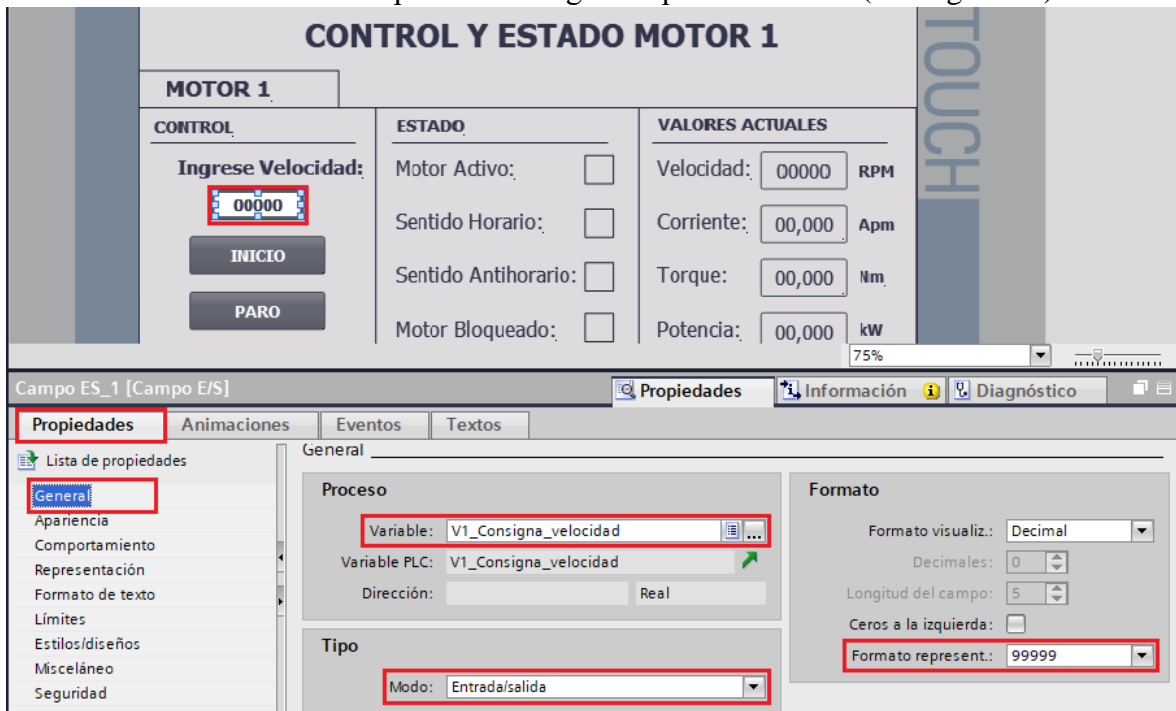 CONTROL Y ESTADO MOTOR 1
TOUCH
MOTOR 1
CONTROL
Ingrese Velocidad:
00000
INICIO
PARO
ESTADO
Motor Activo:
Sentido Horario:
Sentido Antihorario:
Motor Bloqueado:
VALORES ACTUALES
Velocidad: 00000 RPM
Corriente: 00,000 Apm
Torque: 00,000 Nm
Potencia: 00,000 kW
75%
Campo ES_1 [Campo E/S]
Propiedades Información Diagnóstico
Propiedades Animaciones Eventos Textos
Lista de propiedades
General
Apariencia
Comportamiento
Representación
Formato de texto
Límites
Estilos/diseños
Misceláneo
Seguridad
General
Proceso
Variable: V1_Consigna_velocidad ...
Variable PLC: V1_Consigna_velocidad
Dirección: Real
Tipo
Modo: Entrada/salida
Formato
Formato visualiz.: Decimal
Decimales: 0
Longitud del campo: 5
Ceros a la izquierda:
Formato represent.: 99999